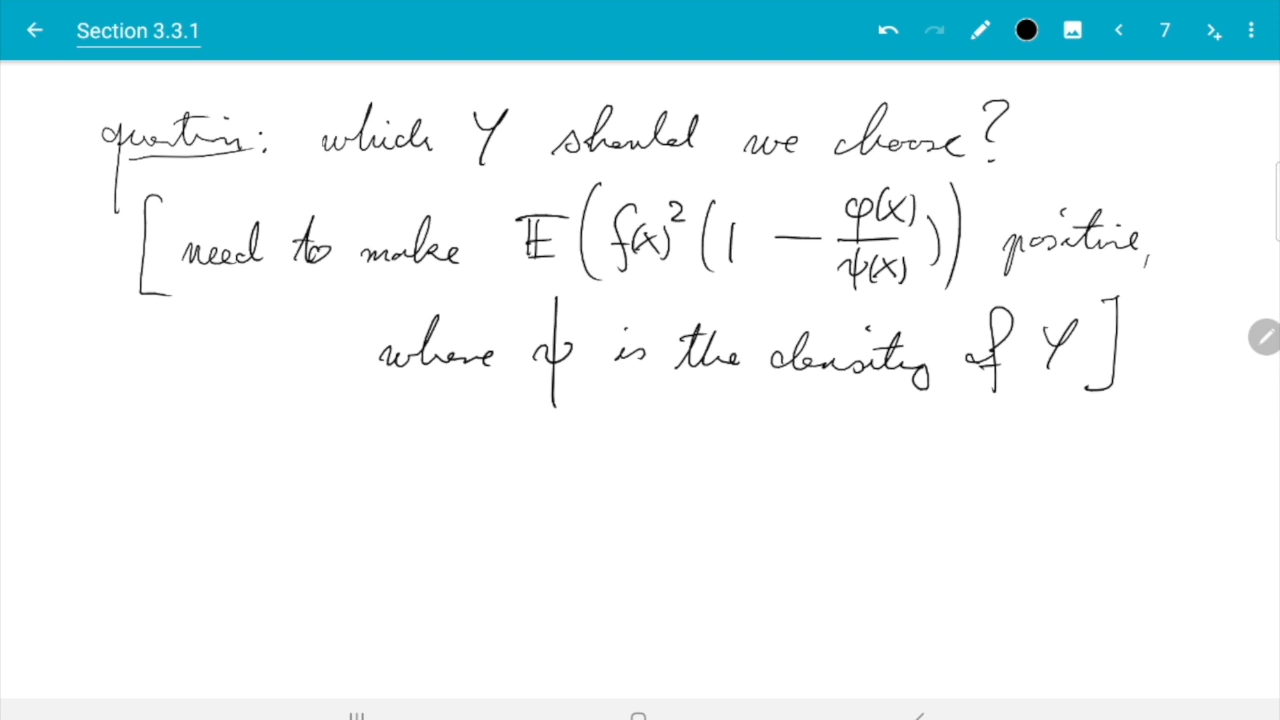 Section 3.3.1
7
question: which Y should we choose?
[ need to make 𝔼(f(x)²(1 − φ(x)/ψ(x))) positive,
where ψ is the density of Y ]